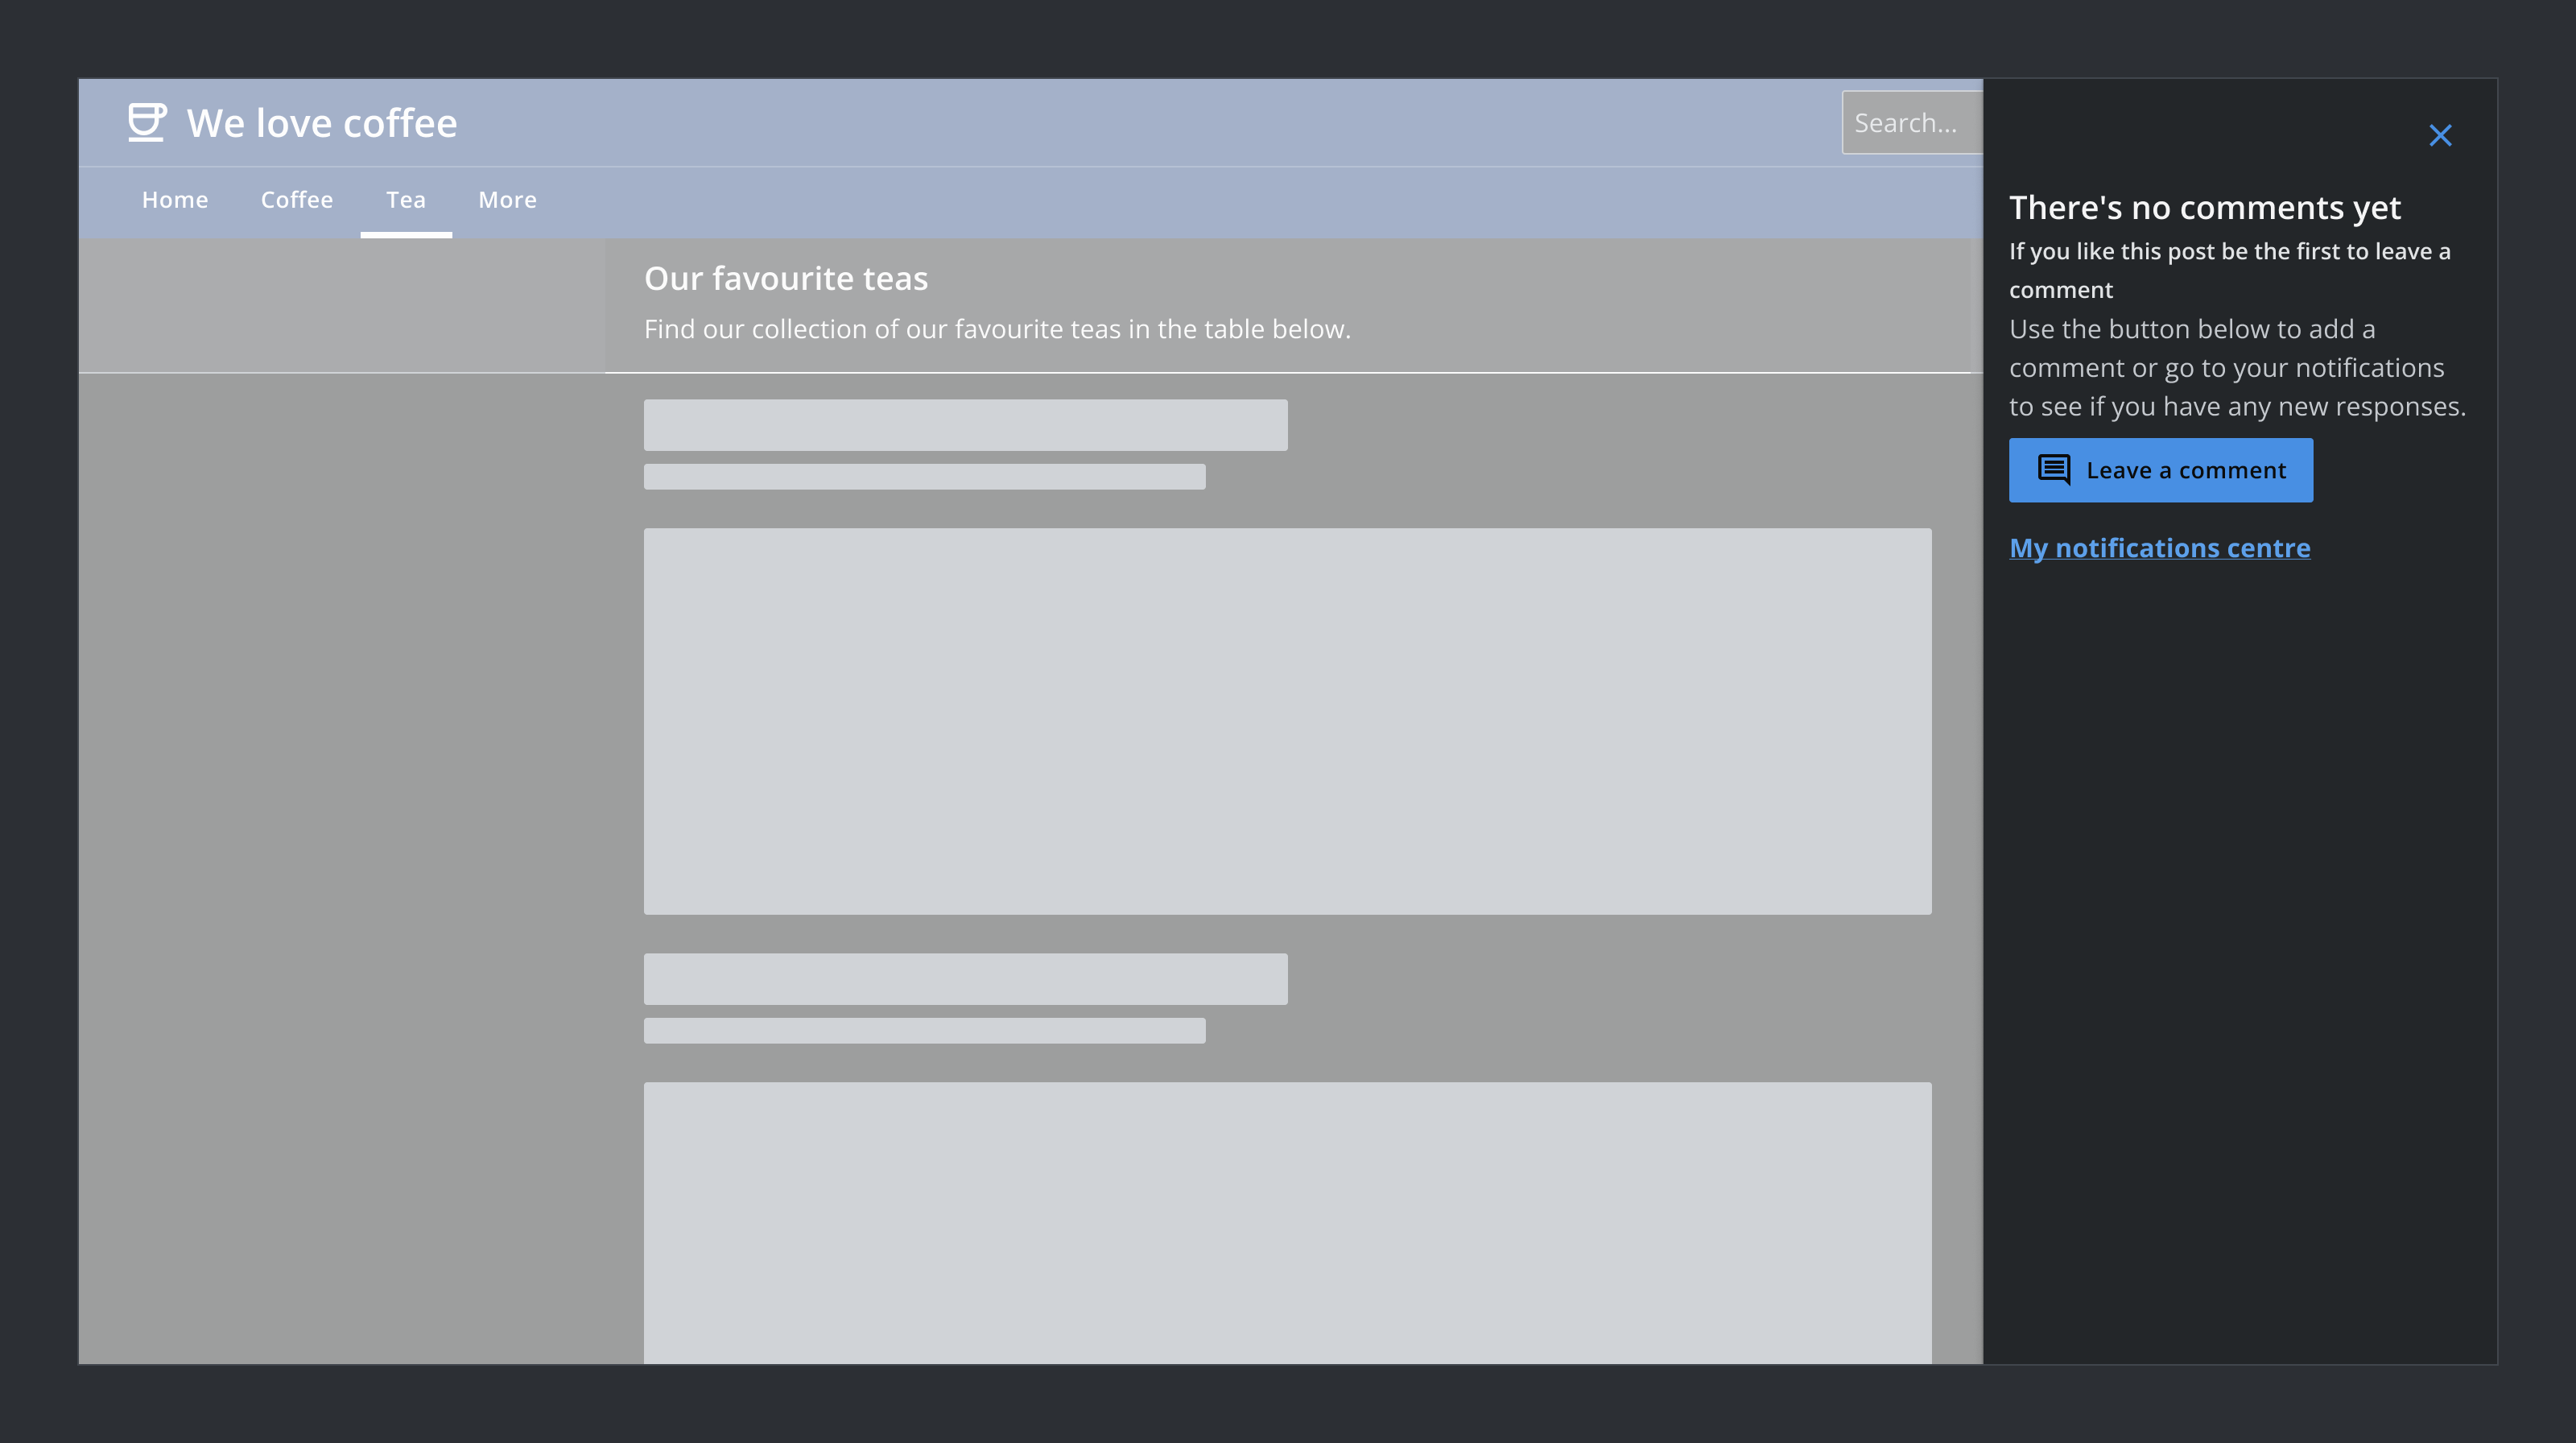 We love coffee
Search...
Home Coffee Tea More
Our favourite teas
Find our collection of our favourite teas in the table below.
There's no comments yet
If you like this post be the first to leave a
comment
Use the button below to add a
comment or go to your notifications
to see if you have any new responses.
Leave a comment
My notifications centre